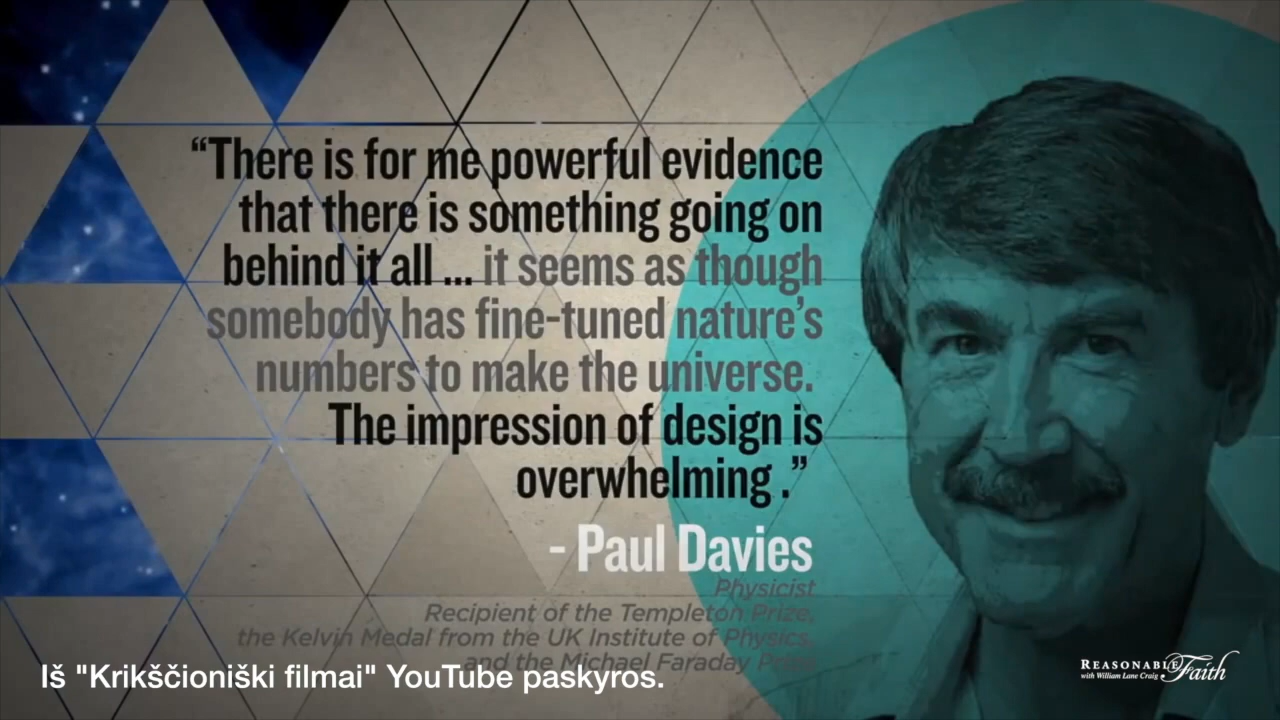 “There is for me powerful evidence
that there is something going on
behind it all ... it seems as though
somebody has fine-tuned nature’s
numbers to make the universe.
The impression of design is
overwhelming .”
- Paul Davies
Physicist
Recipient of the Templeton Prize,
the Kelvin Medal from the UK Institute of Physics,
and the Michael Faraday Prize
Iš "Krikščioniški filmai" YouTube paskyros.
REASONABLE Faith
with William Lane Craig